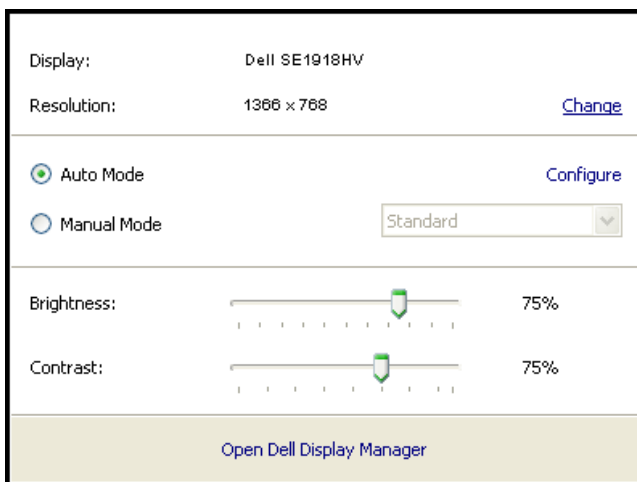 Display: Dell SE1918HV
Resolution: 1366 x 768 Change
Auto Mode Configure
Manual Mode Standard
Brightness: 75%
Contrast: 75%
Open Dell Display Manager